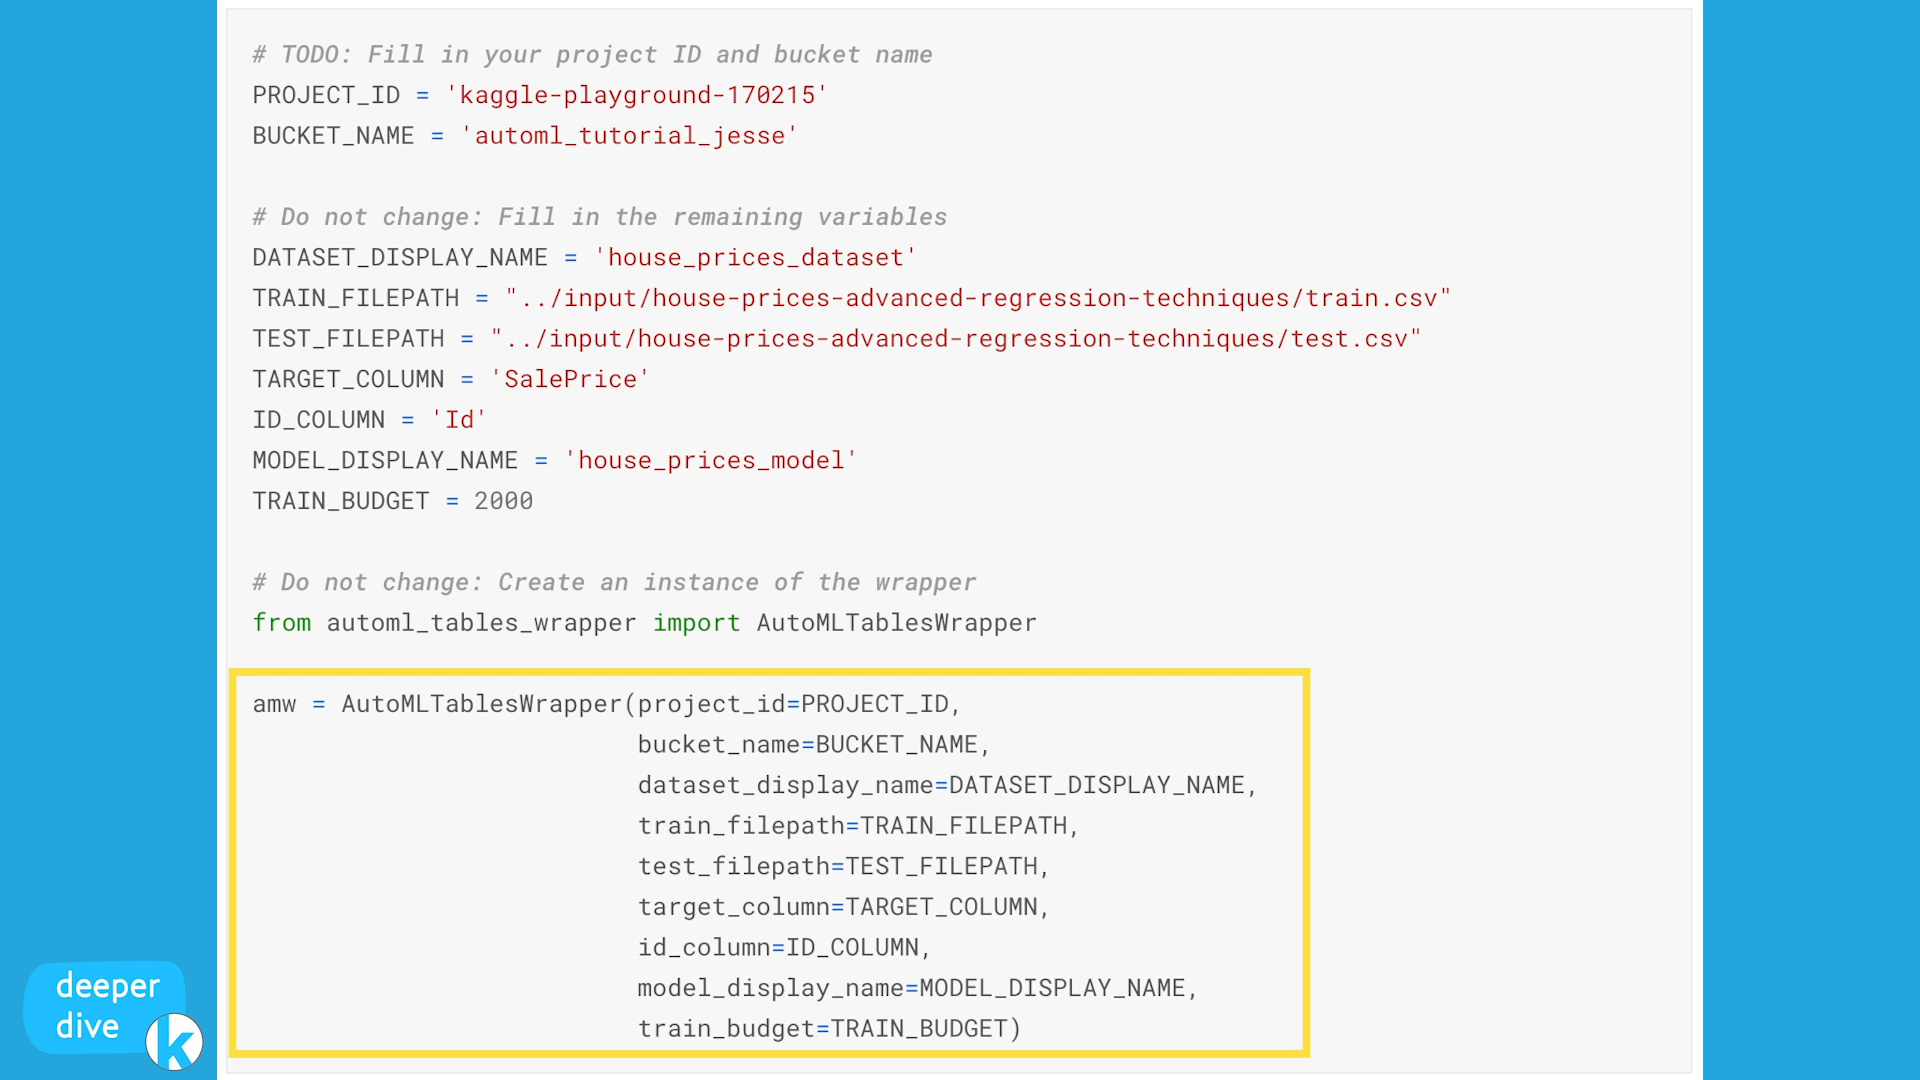 # TODO: Fill in your project ID and bucket name
PROJECT_ID = 'kaggle-playground-170215'
BUCKET_NAME = 'automl_tutorial_jesse'
# Do not change: Fill in the remaining variables
DATASET_DISPLAY_NAME = 'house_prices_dataset'
TRAIN_FILEPATH = "../input/house-prices-advanced-regression-techniques/train.csv"
TEST_FILEPATH = "../input/house-prices-advanced-regression-techniques/test.csv"
TARGET_COLUMN = 'SalePrice'
ID_COLUMN = 'Id'
MODEL_DISPLAY_NAME = 'house_prices_model'
TRAIN_BUDGET = 2000
# Do not change: Create an instance of the wrapper
from automl_tables_wrapper import AutoMLTablesWrapper
amw = AutoMLTablesWrapper(project_id=PROJECT_ID,
bucket_name=BUCKET_NAME,
dataset_display_name=DATASET_DISPLAY_NAME,
train_filepath=TRAIN_FILEPATH,
test_filepath=TEST_FILEPATH,
target_column=TARGET_COLUMN,
id_column=ID_COLUMN,
model_display_name=MODEL_DISPLAY_NAME,
train_budget=TRAIN_BUDGET)
deeper
dive
k